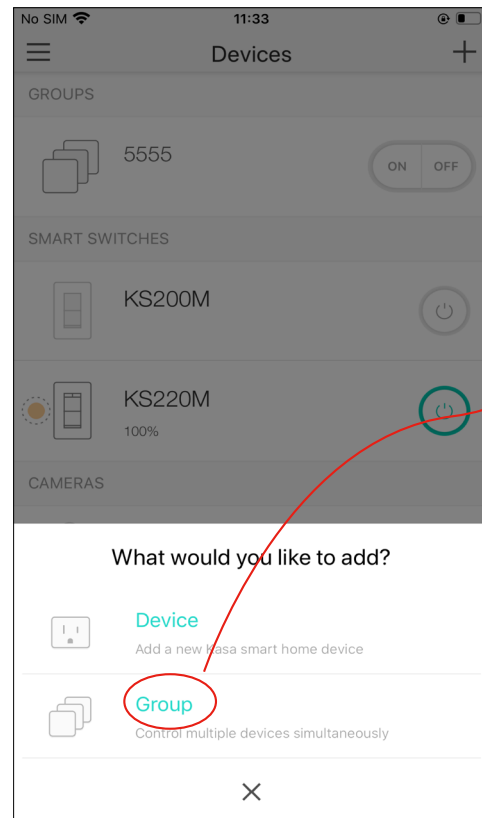 No SIM 11:33
Devices
GROUPS
5555
ON OFF
SMART SWITCHES
KS200M
KS220M
100%
CAMERAS
What would you like to add?
Device
Add a new Kasa smart home device
Group
Control multiple devices simultaneously